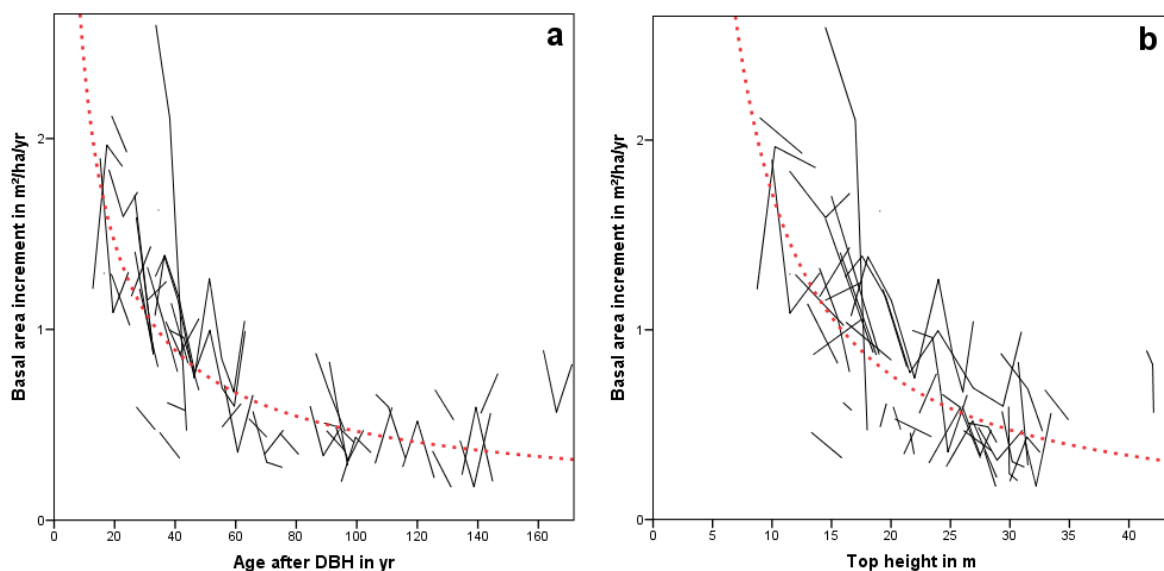 a
Basal area increment in m²/ha/yr
2
1
0
0 20 40 60 80 100 120 140 160
Age after DBH in yr
b
Basal area increment in m²/ha/yr
2
1
0
0 5 10 15 20 25 30 35 40
Top height in m